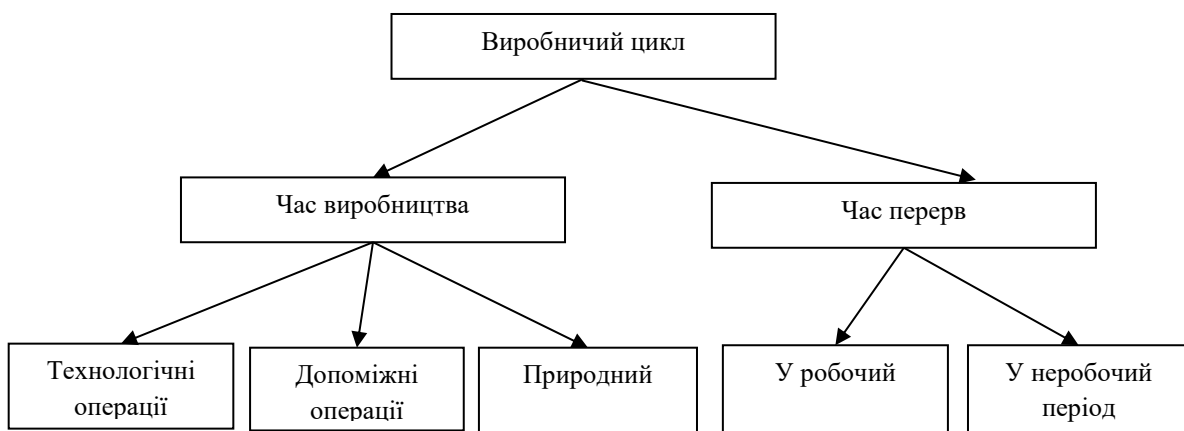 Виробничий цикл
Час виробництва
Час перерв
Технологічні
операції
Допоміжні
операції
Природний
У робочий
У неробочий
період